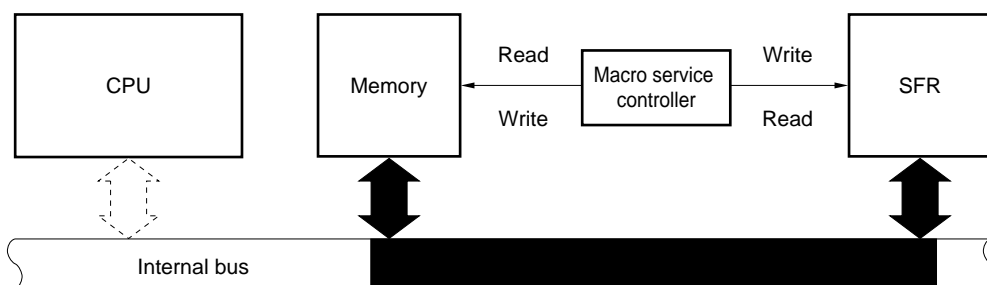 CPU
Memory
Read
Write
Macro service
controller
Write
Read
SFR
Internal bus